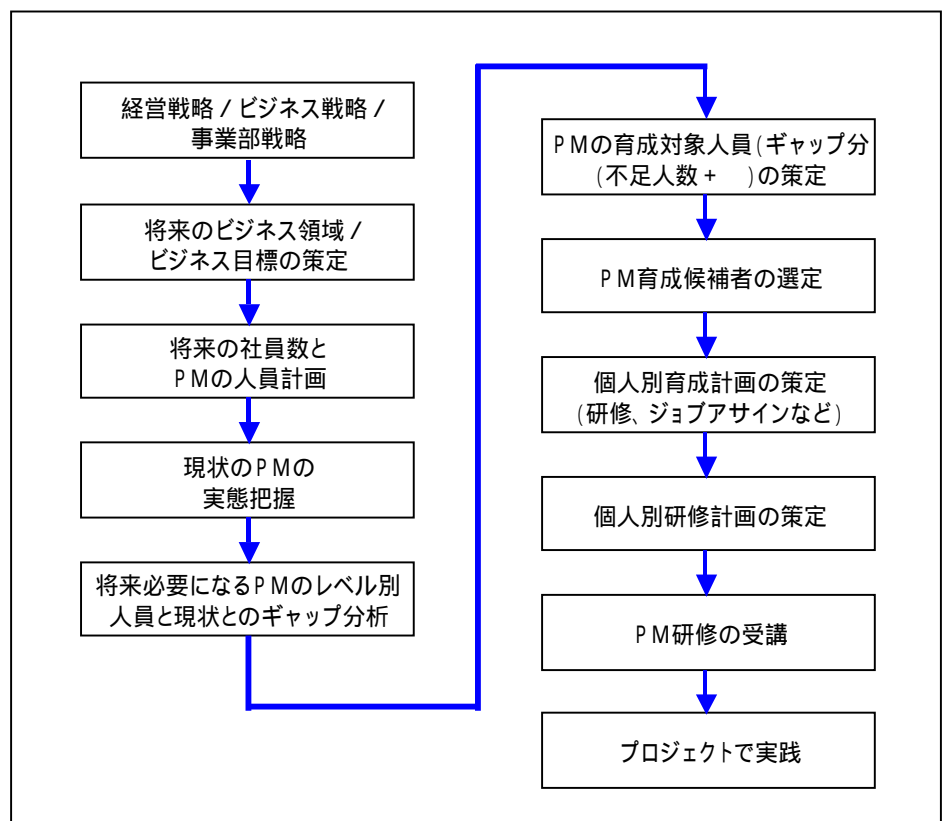 経営戦略 / ビジネス戦略 /
事業部戦略
将来のビジネス領域 /
ビジネス目標の策定
将来の社員数と
PMの人員計画
現状のPMの
実態把握
将来必要になるPMのレベル別
人員と現状とのギャップ分析
PMの育成対象人員(ギャップ分
(不足人数+ )の策定
PM育成候補者の選定
個人別育成計画の策定
(研修、ジョブアサインなど)
個人別研修計画の策定
PM研修の受講
プロジェクトで実践